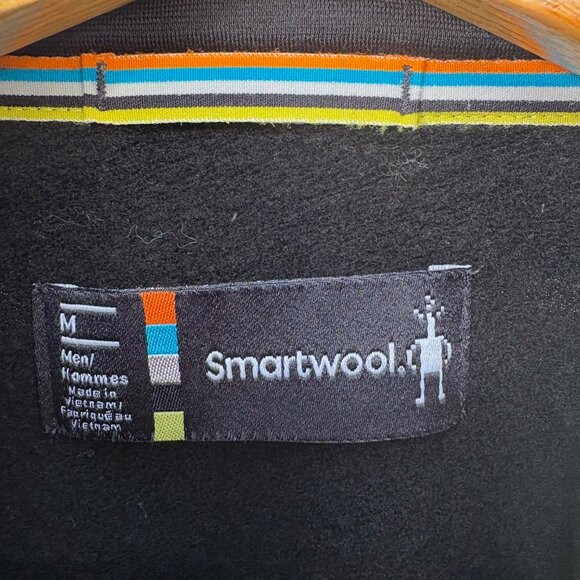 M
Men/
Hommes
Made in
Vietnam/
Fabriqué au
Vietnam
Smartwool.